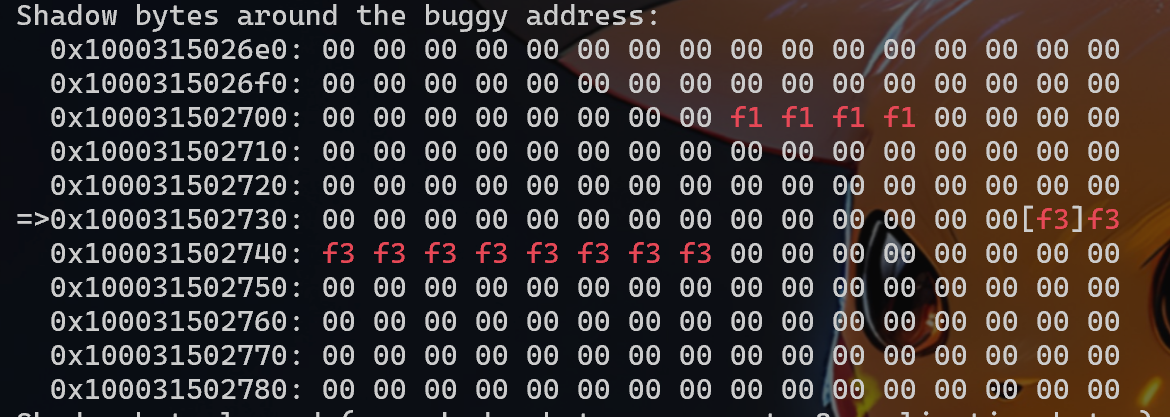 Shadow bytes around the buggy address:
  0x1000315026e0: 00 00 00 00 00 00 00 00 00 00 00 00 00 00 00 00
  0x1000315026f0: 00 00 00 00 00 00 00 00 00 00 00 00 00 00 00 00
  0x100031502700: 00 00 00 00 00 00 00 00 f1 f1 f1 f1 00 00 00 00
  0x100031502710: 00 00 00 00 00 00 00 00 00 00 00 00 00 00 00 00
  0x100031502720: 00 00 00 00 00 00 00 00 00 00 00 00 00 00 00 00
=>0x100031502730: 00 00 00 00 00 00 00 00 00 00 00 00 00 00[f3]f3
  0x100031502740: f3 f3 f3 f3 f3 f3 f3 f3 00 00 00 00 00 00 00 00
  0x100031502750: 00 00 00 00 00 00 00 00 00 00 00 00 00 00 00 00
  0x100031502760: 00 00 00 00 00 00 00 00 00 00 00 00 00 00 00 00
  0x100031502770: 00 00 00 00 00 00 00 00 00 00 00 00 00 00 00 00
  0x100031502780: 00 00 00 00 00 00 00 00 00 00 00 00 00 00 00 00